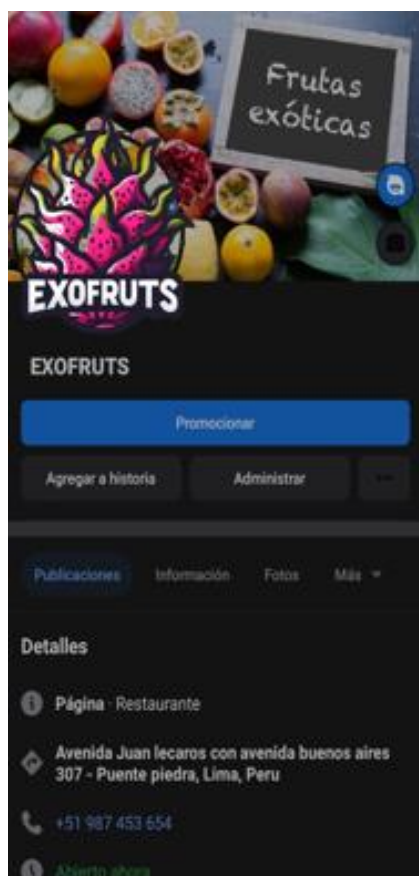 Frutas
exóticas
EXOFRUTS
EXOFRUTS
Promocionar
Agregar a historia
Administrar
Publicaciones
Información
Fotos
Más
Detalles
Página · Restaurante
Avenida Juan lecaros con avenida buenos aires
307 - Puente piedra, Lima, Peru
+51 987 453 654
Abierto ahora